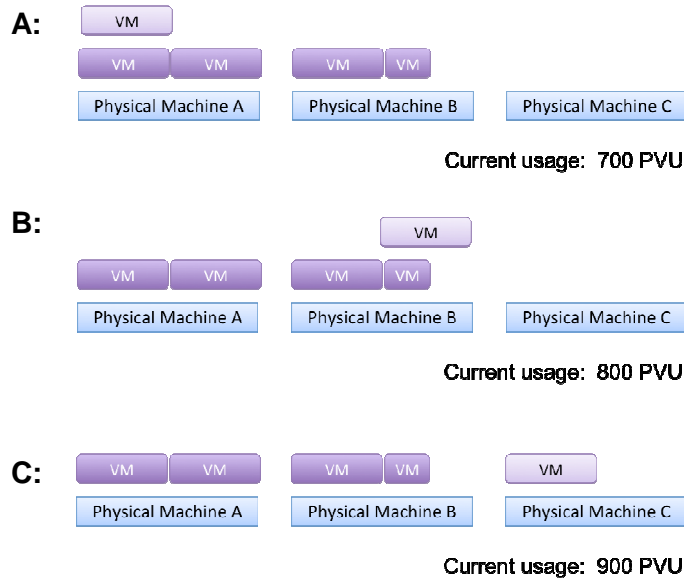 A:
VM
VM VM VM VM
Physical Machine A Physical Machine B Physical Machine C
Current usage: 700 PVU
B:
VM
VM VM VM VM
Physical Machine A Physical Machine B Physical Machine C
Current usage: 800 PVU
C:
VM VM VM VM VM
Physical Machine A Physical Machine B Physical Machine C
Current usage: 900 PVU